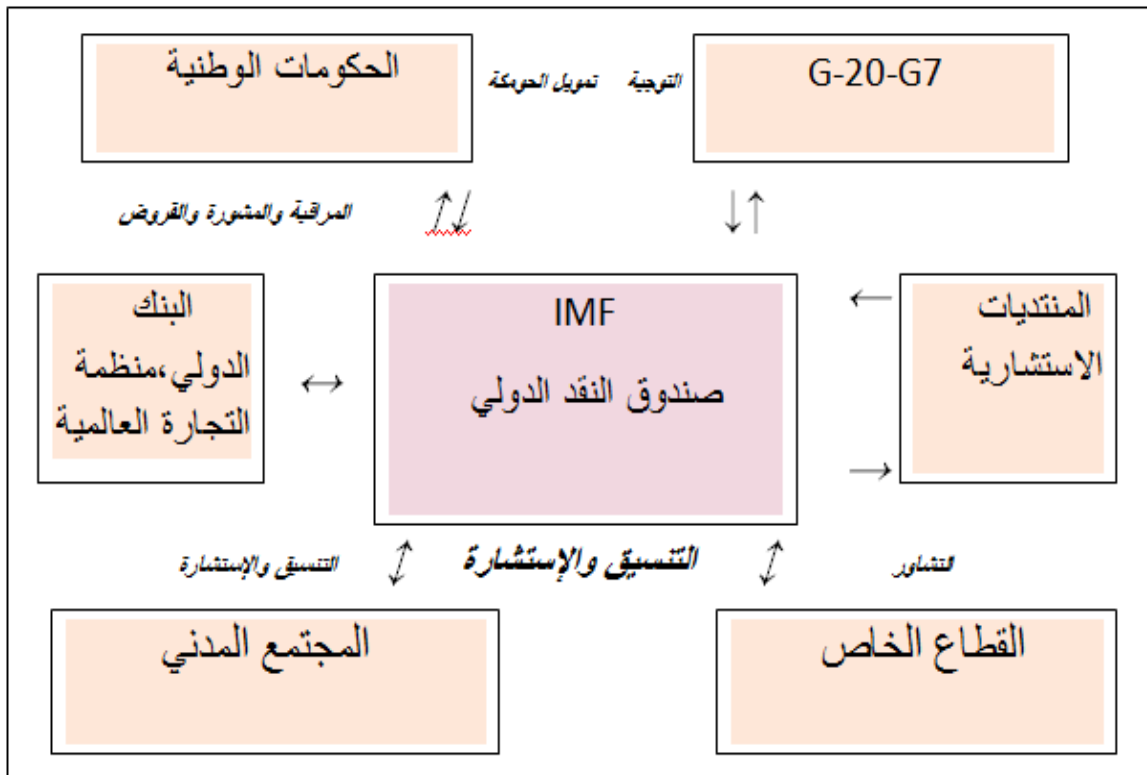 G-20-G7
الحكومات الوطنية
التوجية
تمويل الحومكة
المراقبة والمشورة والقروض
المنتديات
الاستشارية
IMF
صندوق النقد الدولي
البنك
الدولي،منظمة
التجارة العالمية
التشاور
التنسيق والإستشارة
التنسيق والإستشارة
القطاع الخاص
المجتمع المدني